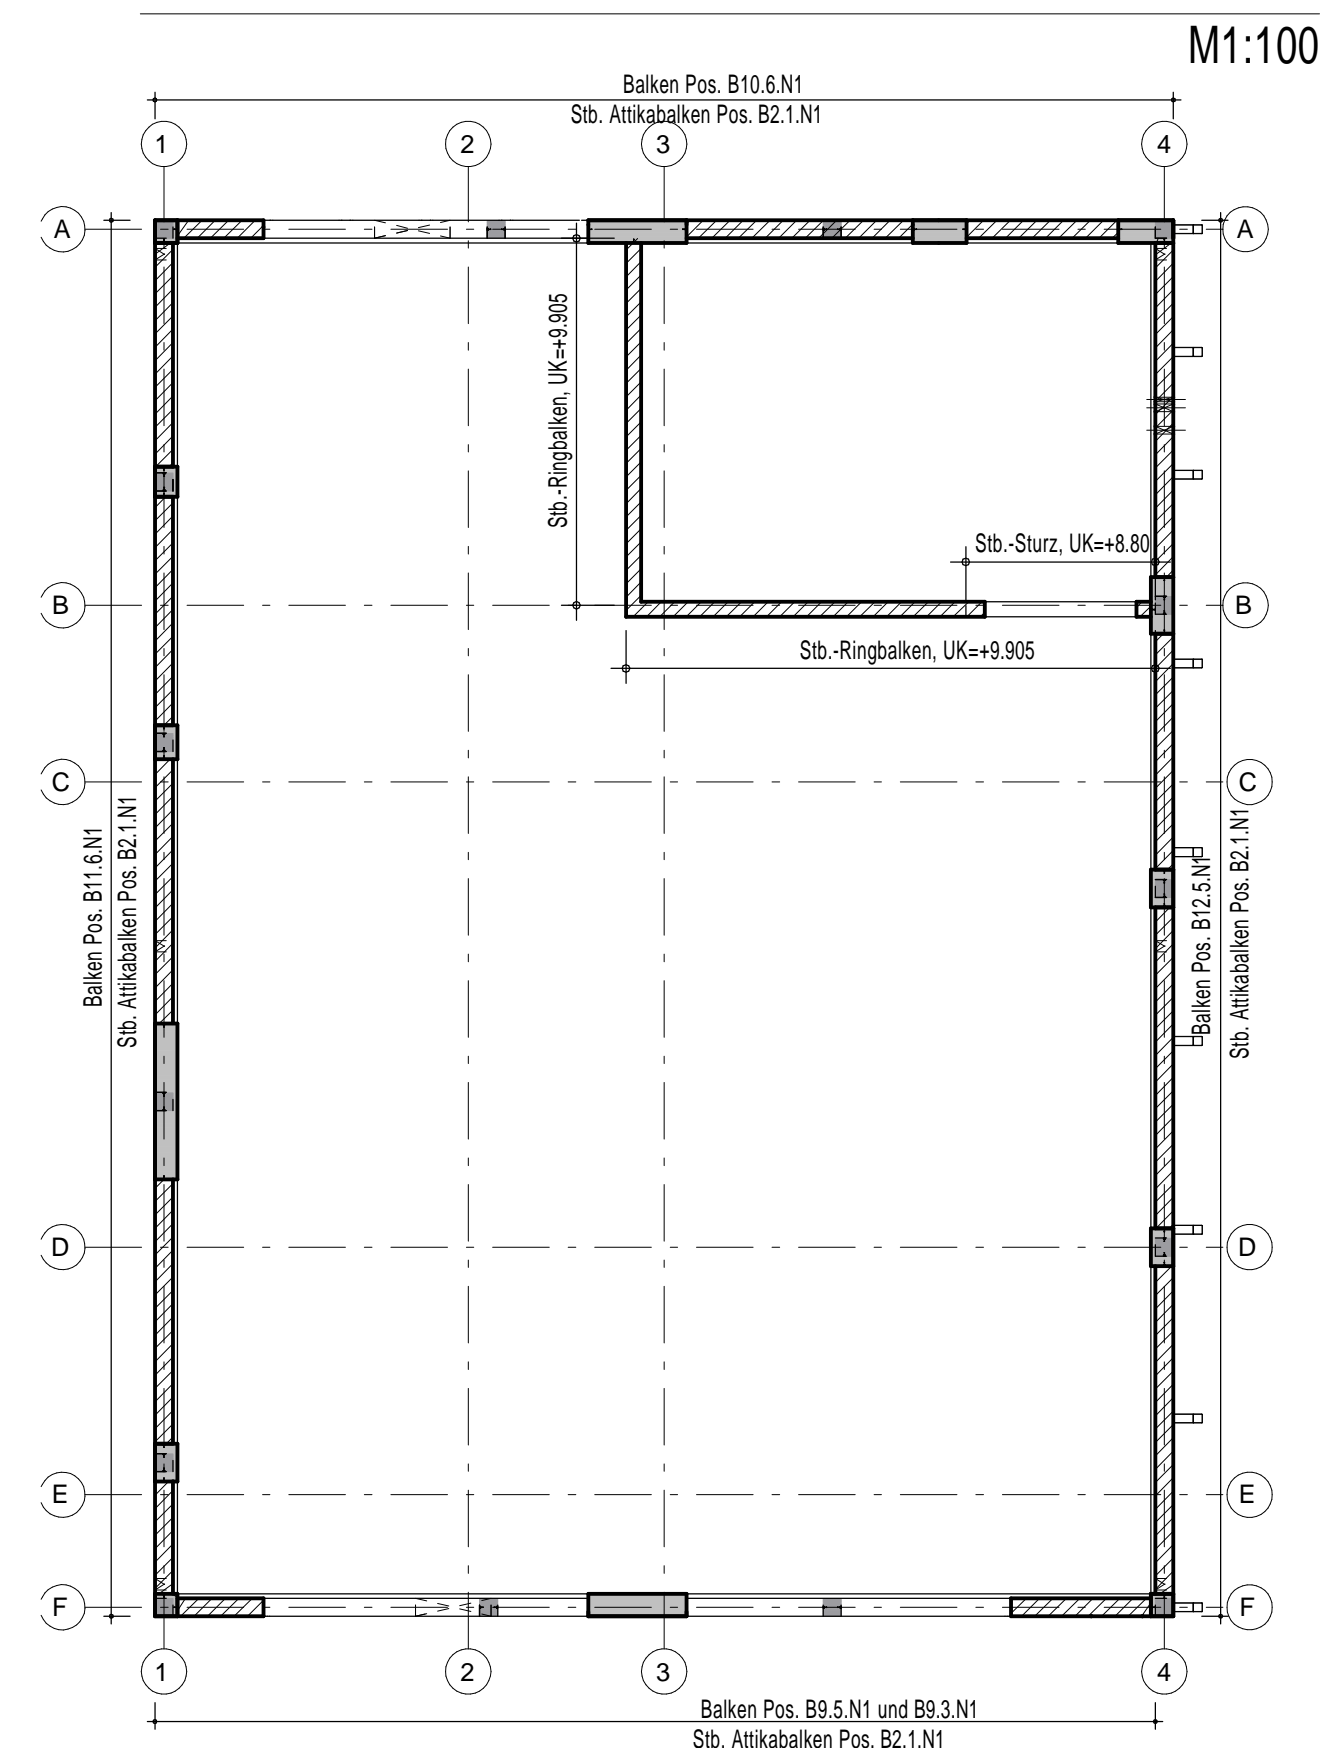 M1:100
Balken Pos. B10.6.N1
Stb. Attikabalken Pos. B2.1.N1
1 2 3 4
A A
Stb.-Ringbalken, UK=+9.905
Stb.-Sturz, UK=+8.80
B B
Stb.-Ringbalken, UK=+9.905
C C
Balken Pos. B11.6.N1
Stb. Attikabalken Pos. B2.1.N1
Balken Pos. B12.5.N1
Stb. Attikabalken Pos. B2.1.N1
D D
E E
F F
1 2 3 4
Balken Pos. B9.5.N1 und B9.3.N1
Stb. Attikabalken Pos. B2.1.N1